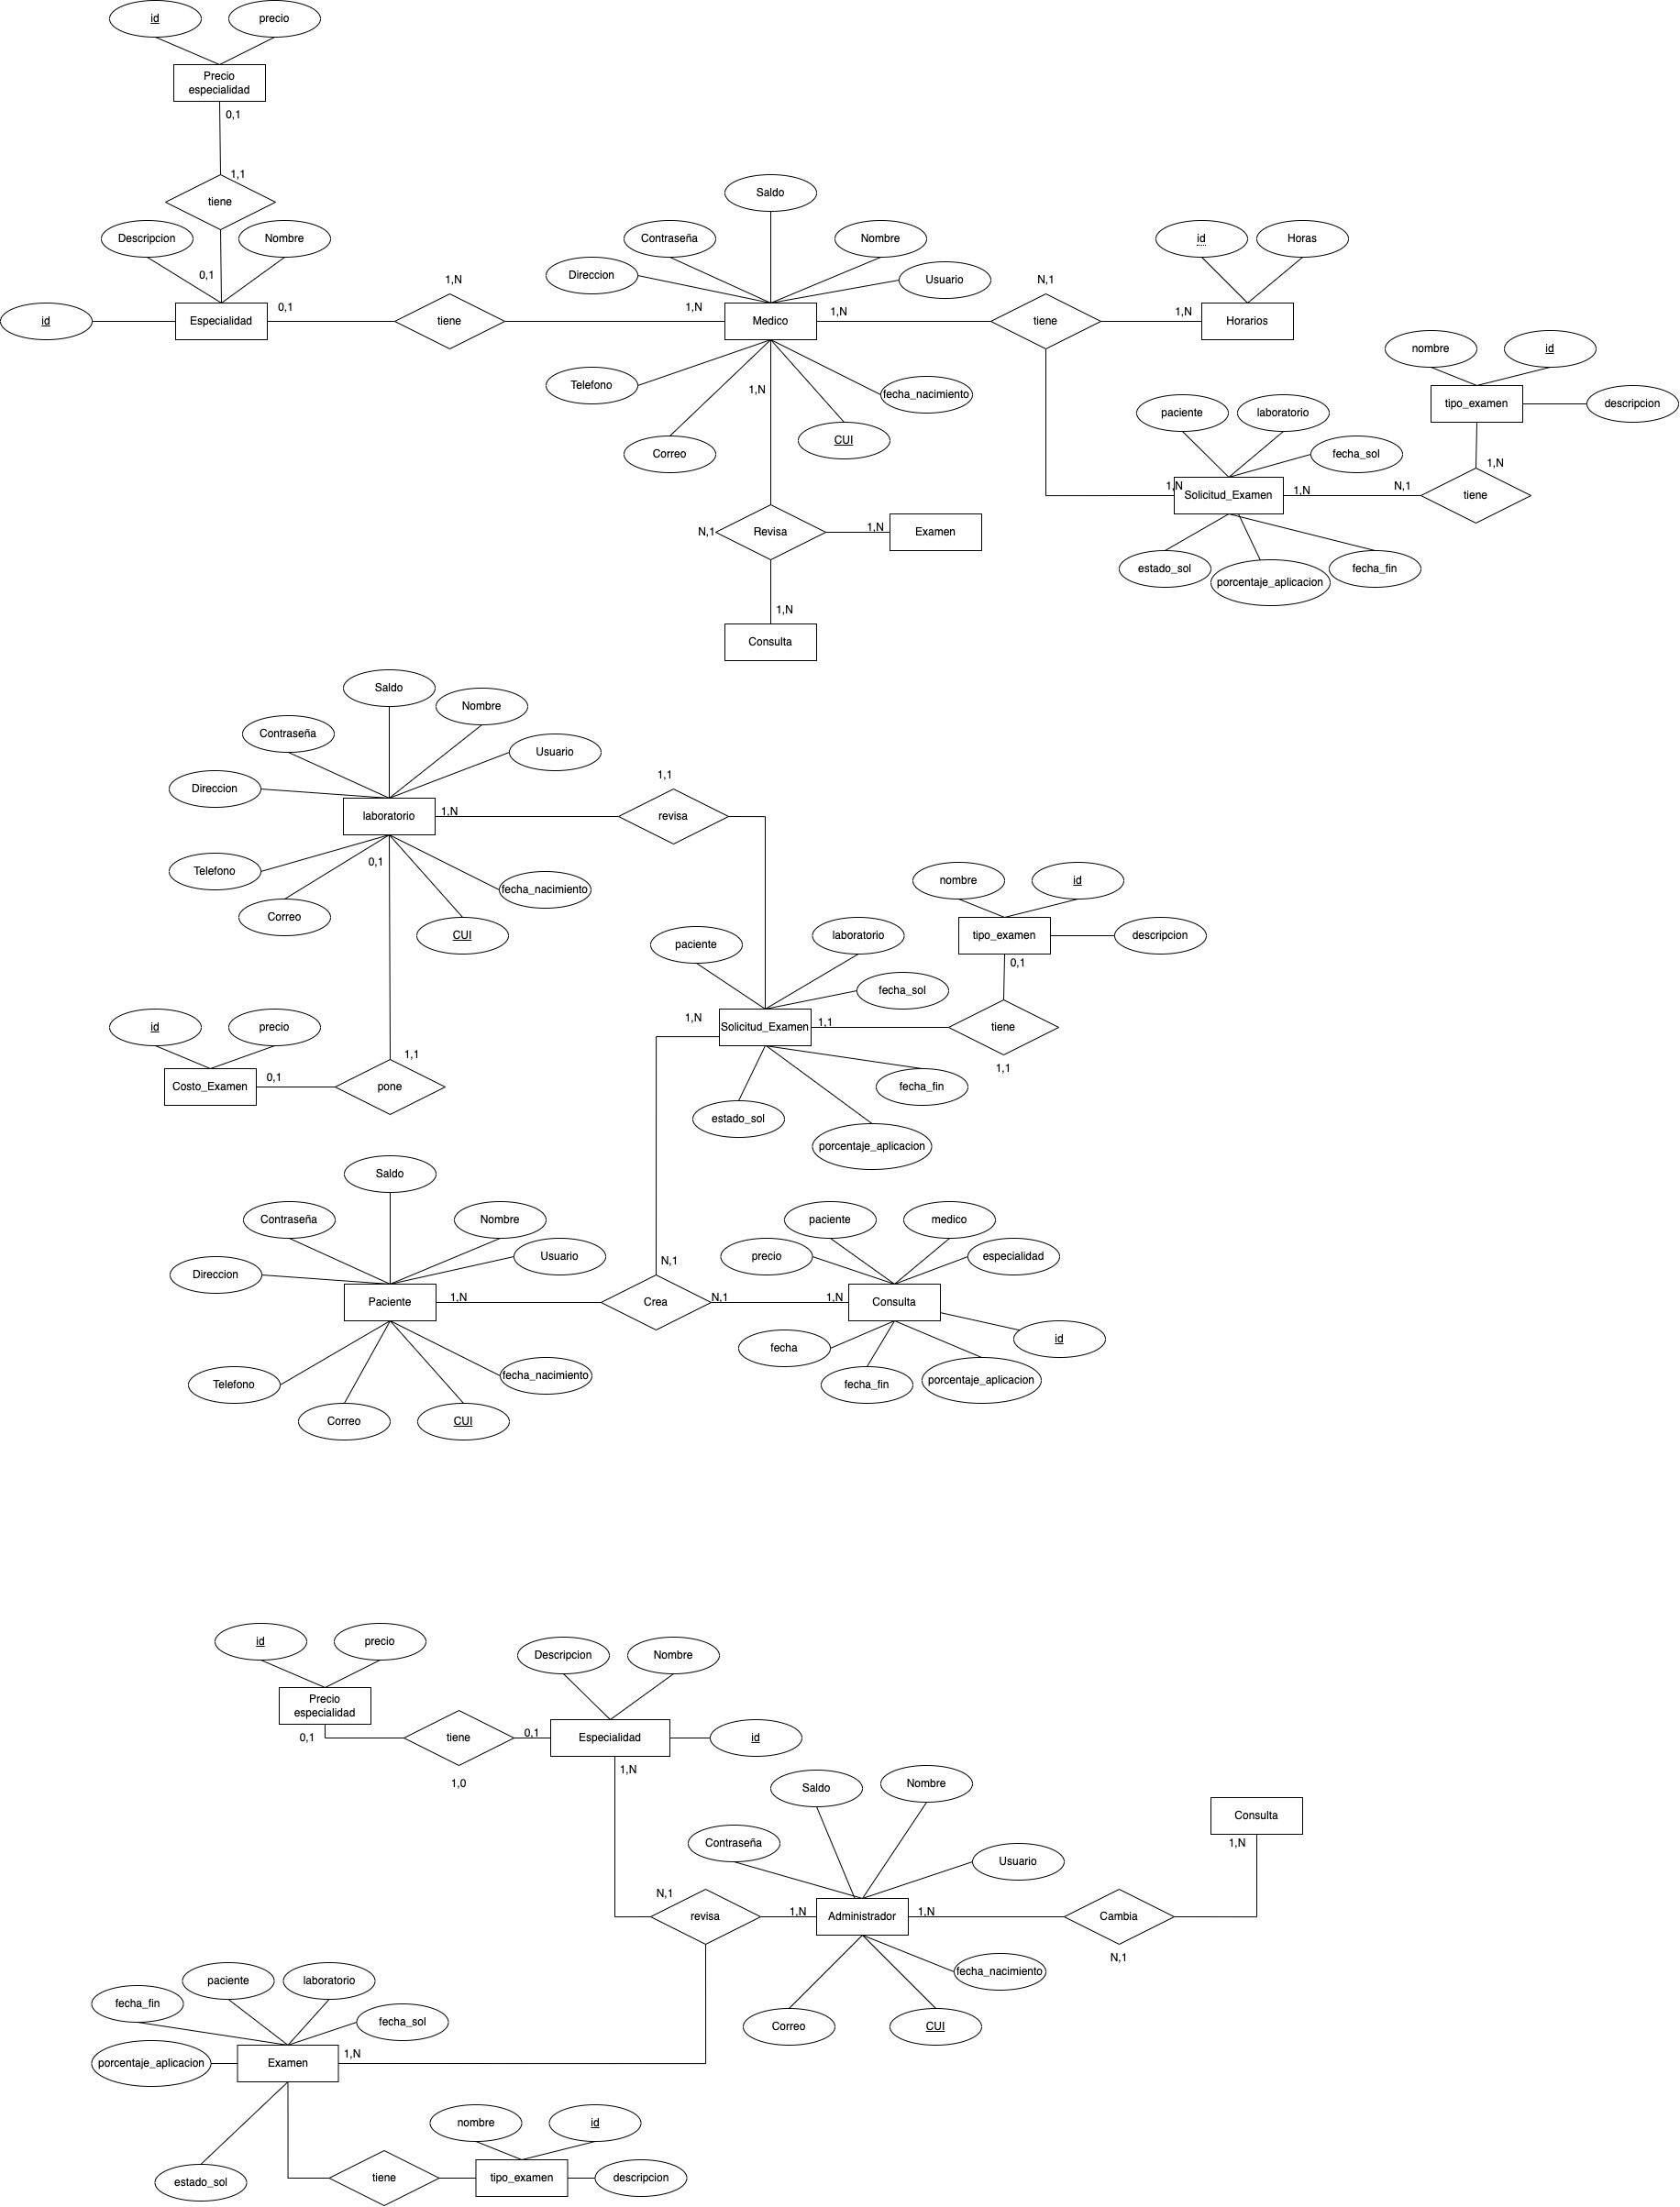 id
precio
Precio
especialidad
0,1
1,1
tiene
Descripcion
Nombre
0,1
id
Especialidad
0,1
1,N
tiene
1,N
Saldo
Contraseña
Nombre
Direccion
Usuario
Medico
1,N
Telefono
1,N
fecha_nacimiento
Correo
CUI
N,1
tiene
1,N
id
Horas
Horarios
nombre
id
tipo_examen
descripcion
paciente
laboratorio
fecha_sol
1,N
1,N
Solicitud_Examen
1,N
N,1
tiene
estado_sol
porcentaje_aplicacion
fecha_fin
N,1
Revisa
1,N
Examen
1,N
Consulta
Saldo
Nombre
Contraseña
Usuario
Direccion
laboratorio
1,N
1,1
revisa
0,1
Telefono
fecha_nacimiento
Correo
CUI
nombre
id
tipo_examen
descripcion
0,1
paciente
laboratorio
fecha_sol
1,N
Solicitud_Examen
1,1
tiene
1,1
fecha_fin
estado_sol
porcentaje_aplicacion
id
precio
Costo_Examen
0,1
1,1
pone
Saldo
Contraseña
Nombre
Direccion
Usuario
Paciente
1,N
N,1
Crea
N,1
1,N
Telefono
fecha_nacimiento
Correo
CUI
paciente
medico
precio
especialidad
Consulta
id
fecha
fecha_fin
porcentaje_aplicacion
id
precio
Precio
especialidad
0,1
tiene
1,0
0,1
Descripcion
Nombre
Especialidad
id
1,N
Saldo
Nombre
Contraseña
Usuario
N,1
revisa
1,N
Administrador
1,N
Cambia
N,1
Consulta
1,N
fecha_nacimiento
Correo
CUI
fecha_fin
paciente
laboratorio
fecha_sol
porcentaje_aplicacion
Examen
1,N
estado_sol
tiene
nombre
id
tipo_examen
descripcion